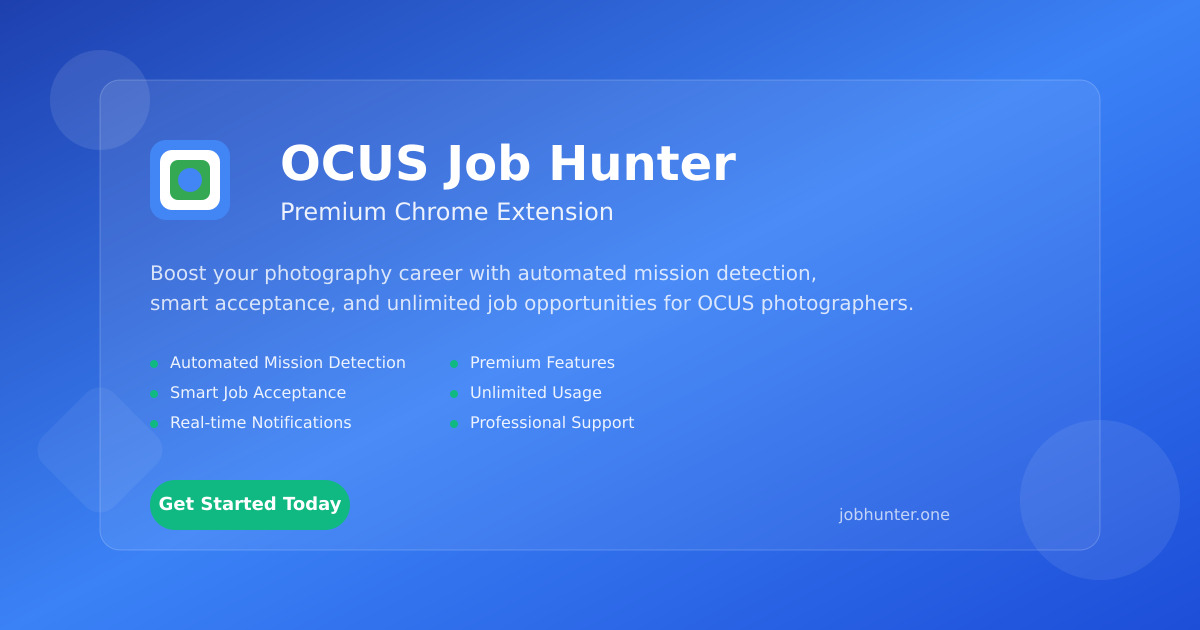 OCUS Job Hunter
Premium Chrome Extension
Boost your photography career with automated mission detection,
smart acceptance, and unlimited job opportunities for OCUS photographers.
Automated Mission Detection
Smart Job Acceptance
Real-time Notifications
Premium Features
Unlimited Usage
Professional Support
Get Started Today
jobhunter.one